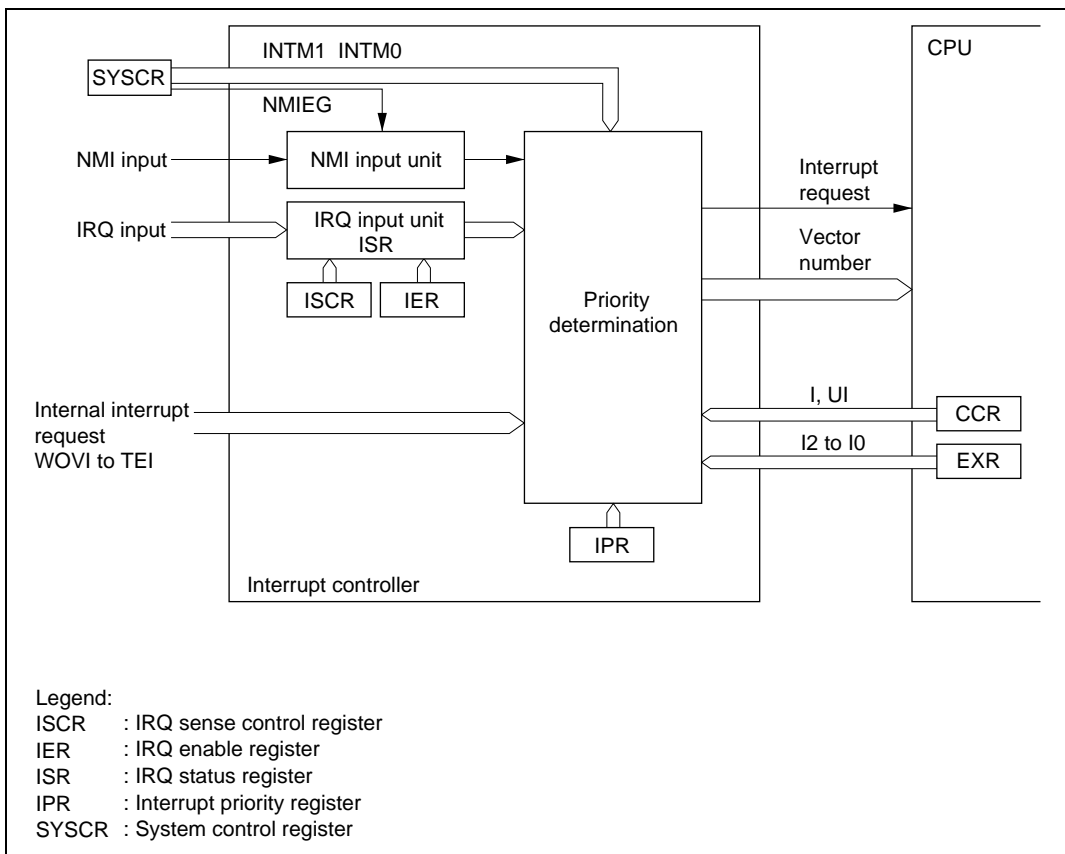 INTM1 INTM0
CPU
SYSCR
NMIEG
NMI input
NMI input unit
Interrupt
request
IRQ input
IRQ input unit
ISR
Vector
number
ISCR
IER
Priority
determination
I, UI
CCR
Internal interrupt
request
WOVI to TEI
I2 to I0
EXR
IPR
Interrupt controller
Legend:
ISCR : IRQ sense control register
IER : IRQ enable register
ISR : IRQ status register
IPR : Interrupt priority register
SYSCR : System control register